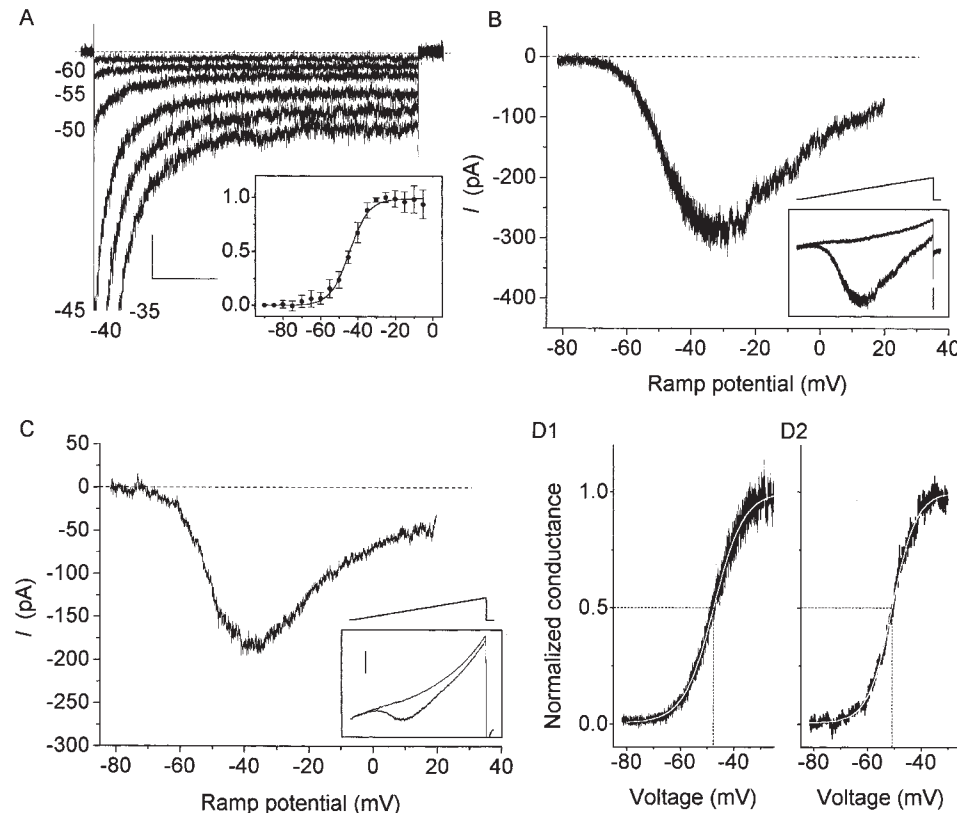 A
-60
-55
-50
-45
-40
-35
1.0
0.5
0.0
-80 -60 -40 -20 0
B
0
-100
-200
-300
-400
I (pA)
-80 -60 -40 -20 0 20 40
Ramp potential (mV)
C
50
0
-50
-100
-150
-200
-250
-300
I (pA)
-80 -60 -40 -20 0 20 40
Ramp potential (mV)
D1
Normalized conductance
1.0
0.5
0.0
-80 -60 -40
Voltage (mV)
D2
-80 -60 -40
Voltage (mV)